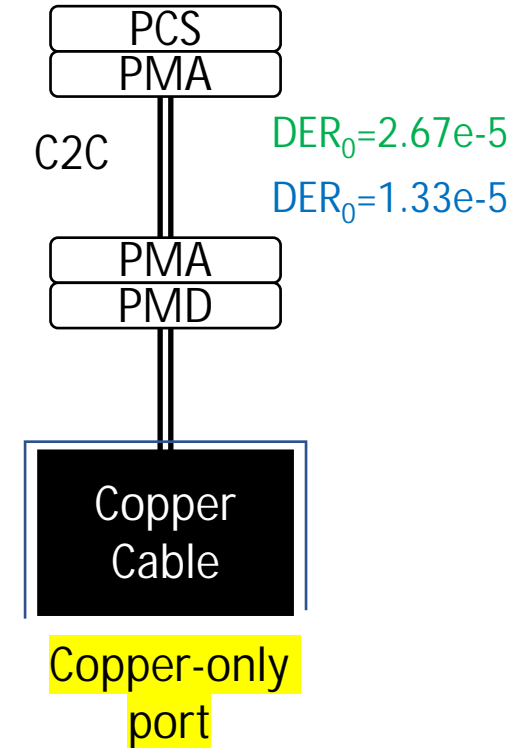 PCS
PMA
C2C
DER₀=2.67e-5
DER₀=1.33e-5
PMA
PMD
Copper
Cable
Copper-only
port